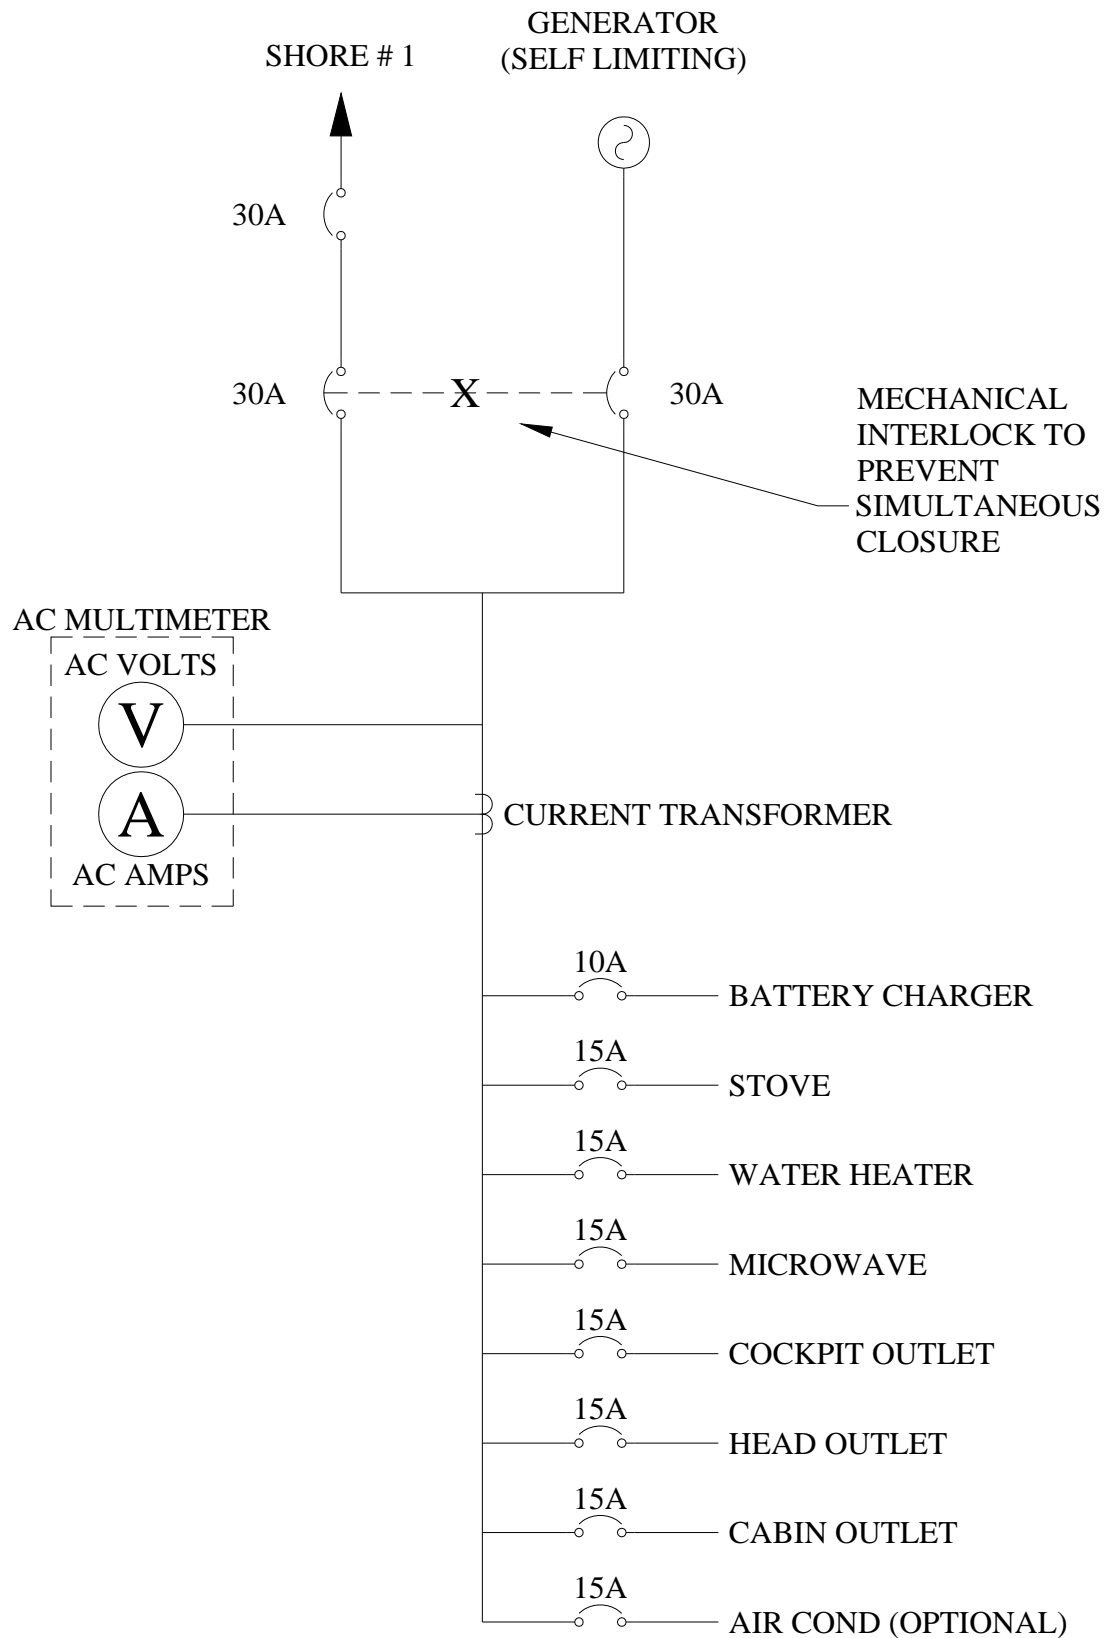 SHORE # 1
GENERATOR
(SELF LIMITING)
30A
30A
X
30A
MECHANICAL
INTERLOCK TO
PREVENT
SIMULTANEOUS
CLOSURE
AC MULTIMETER
AC VOLTS
V
A
AC AMPS
CURRENT TRANSFORMER
10A
BATTERY CHARGER
15A
STOVE
15A
WATER HEATER
15A
MICROWAVE
15A
COCKPIT OUTLET
15A
HEAD OUTLET
15A
CABIN OUTLET
15A
AIR COND (OPTIONAL)